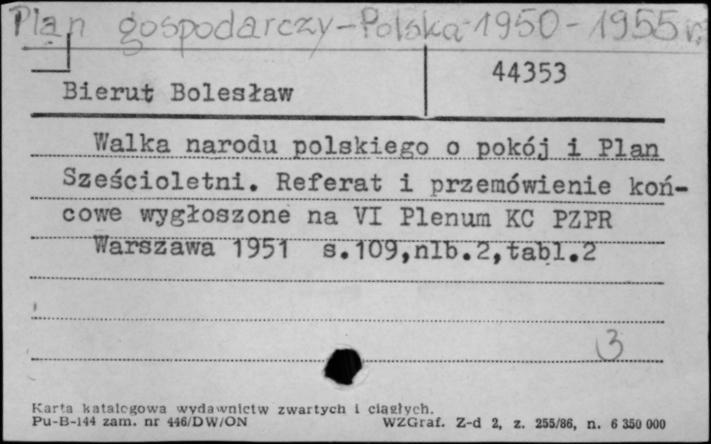 Plan gospodarczy-Polska-1950-1955 r.
44353
Bierut Bolesław
Walka narodu polskiego o pokój i Plan
Sześcioletni. Referat i przemówienie koń-
cowe wygłoszone na VI Plenum KC PZPR
Warszawa 1951 s.109,nlb.2,tabl.2
3
Karta katalogowa wydawnictw zwartych i ciągłych.
Pu-B-144 zam. nr 446/DW/ON WZGraf. Z-d 2, z. 255/86, n. 6 350 000